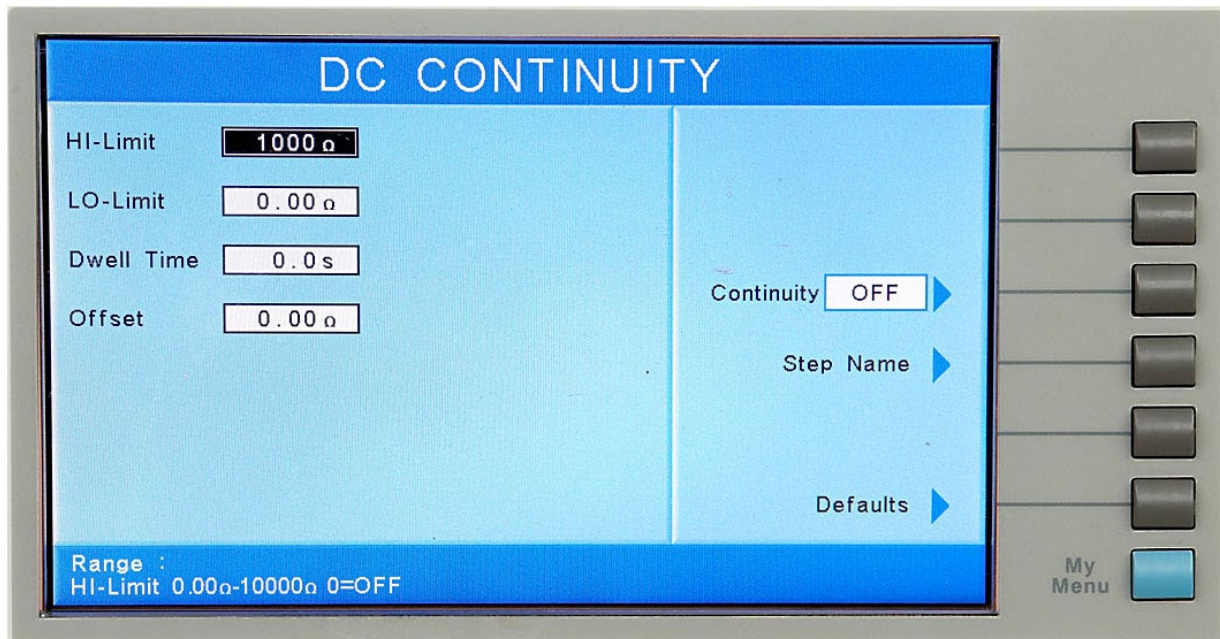 DC CONTINUITY
HI-Limit 1000Ω
LO-Limit 0.00Ω
Dwell Time 0.0s
Offset 0.00Ω
Continuity OFF
Step Name
Defaults
Range :
HI-Limit 0.00Ω-10000Ω 0=OFF
My
Menu